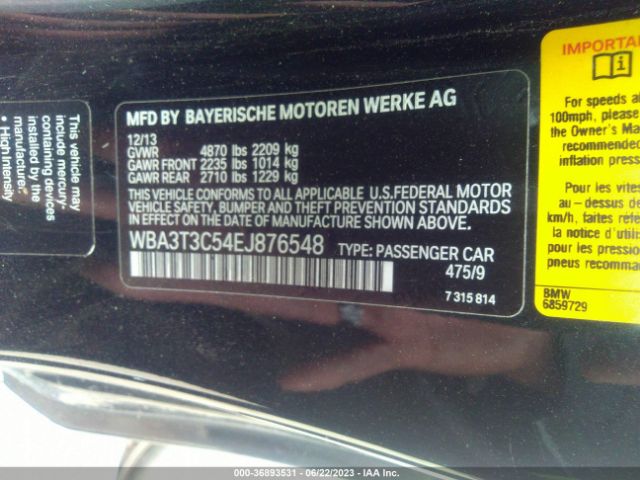 This vehicle may
include mercury-
containing devices
installed by the
manufacturer.
• High Intensity
MFD BY BAYERISCHE MOTOREN WERKE AG
12/13
GVWR 4870 lbs 2209 kg
GAWR FRONT 2235 lbs 1014 kg
GAWR REAR 2710 lbs 1229 kg
THIS VEHICLE CONFORMS TO ALL APPLICABLE U.S.FEDERAL MOTOR
VEHICLE SAFETY, BUMPER AND THEFT PREVENTION STANDARDS
IN EFFECT ON THE DATE OF MANUFACTURE SHOWN ABOVE.
WBA3T3C54EJ876548 TYPE: PASSENGER CAR
475/9
7 315 814
IMPORTA
For speeds a
100mph, please
the Owner's Ma
recommended
inflation press
Pour les vites
au - dessus de
km/h, faites réfé
la notice d'utilis
pour les
pneus recomma
BMW
6859729
000-36893531 - 06/22/2023 - IAA Inc.